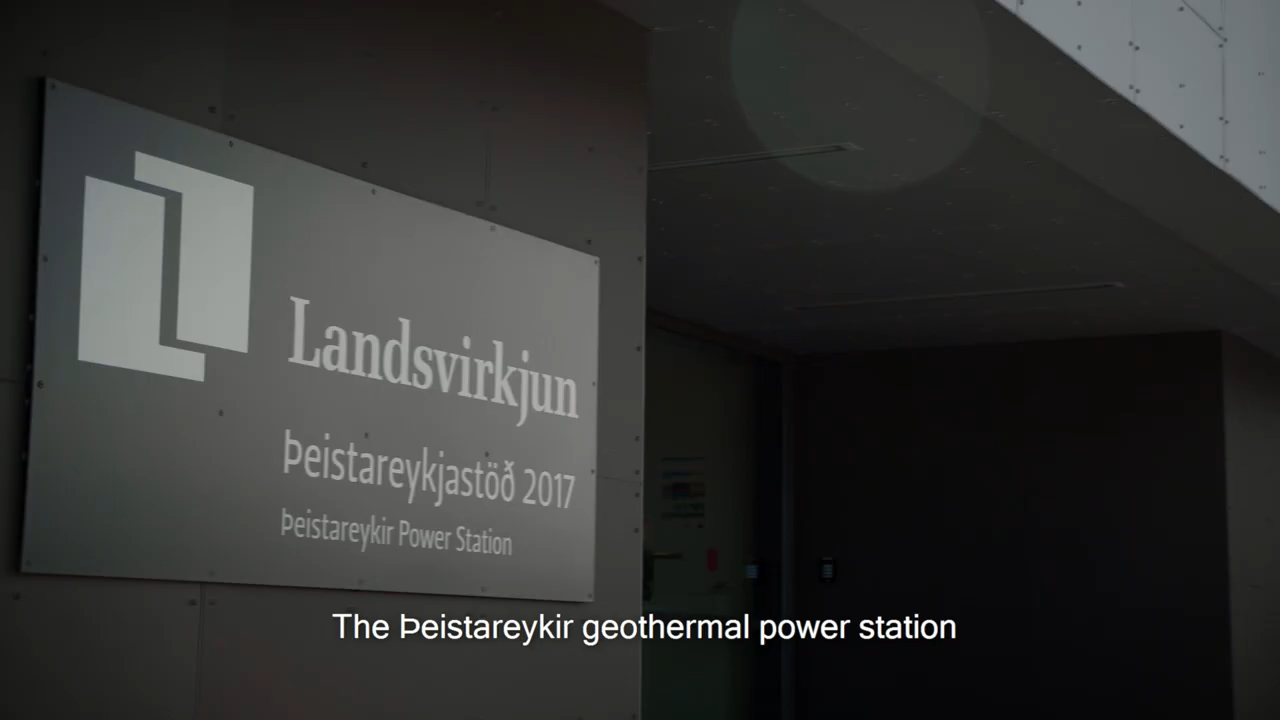 Landsvirkjun
Þeistareykjastöð 2017
Þeistareykir Power Station
The Þeistareykir geothermal power station